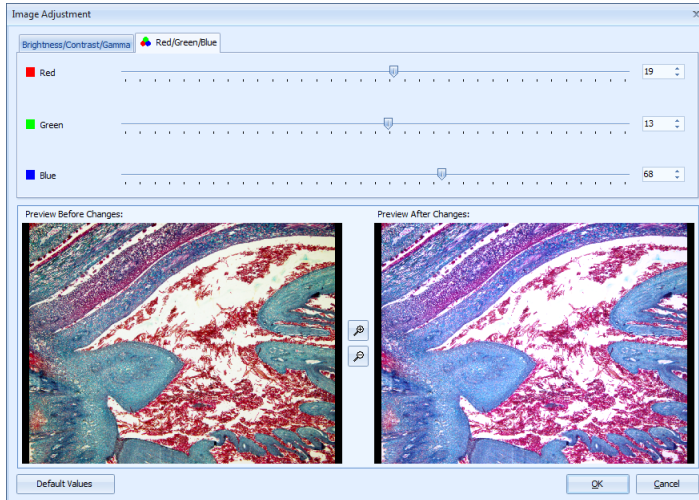 Image Adjustment
Brightness/Contrast/Gamma
Red/Green/Blue
Red
19
Green
13
Blue
68
Preview Before Changes:
Preview After Changes:
Default Values
OK
Cancel